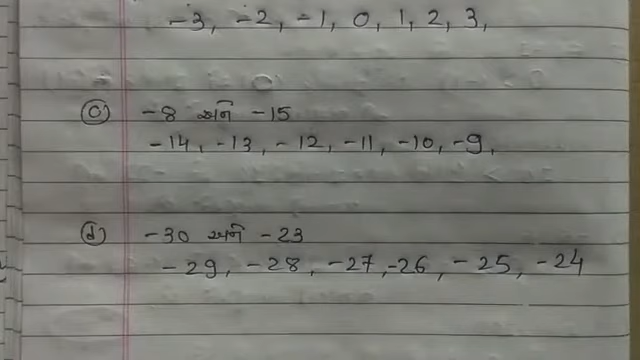 -3, -2, -1, 0, 1, 2, 3,
(c) -8 અને -15
-14, -13, -12, -11, -10, -9,
(d) -30 અને -23
-29, -28, -27, -26, -25, -24